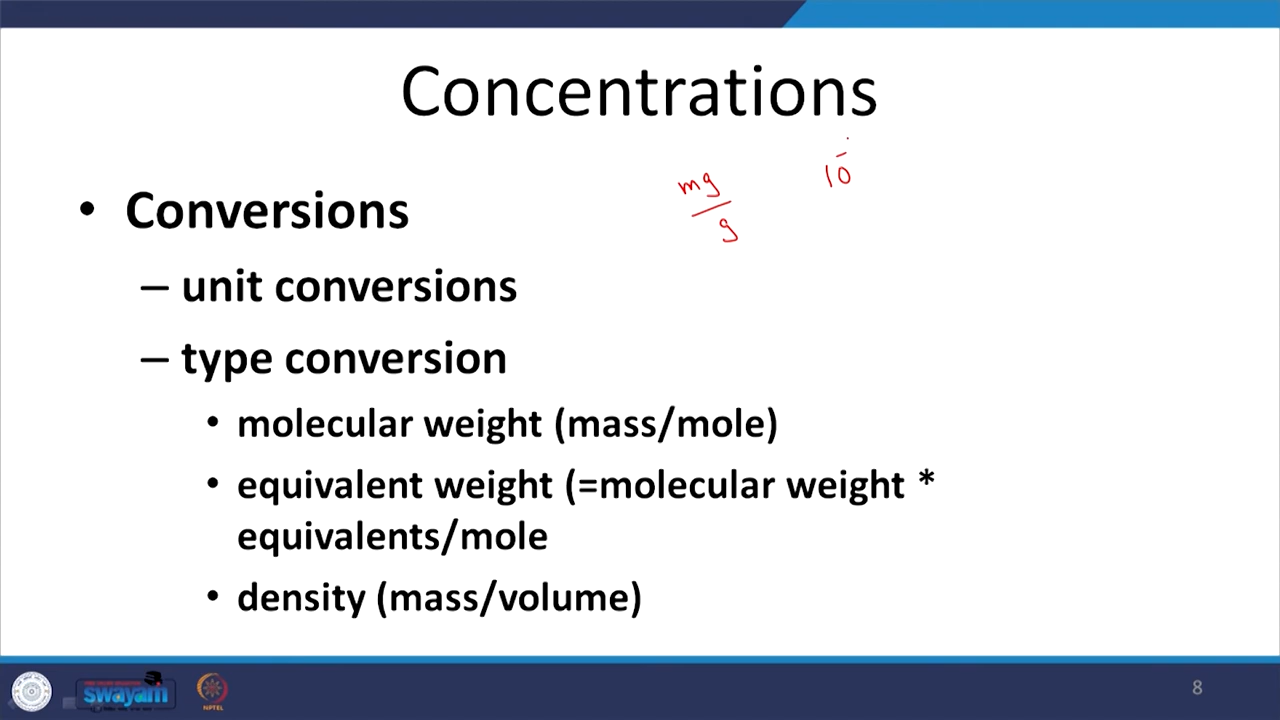 Concentrations
mg
g
10
• Conversions
– unit conversions
– type conversion
• molecular weight (mass/mole)
• equivalent weight (=molecular weight *
equivalents/mole
• density (mass/volume)
swayam
NPTEL
8